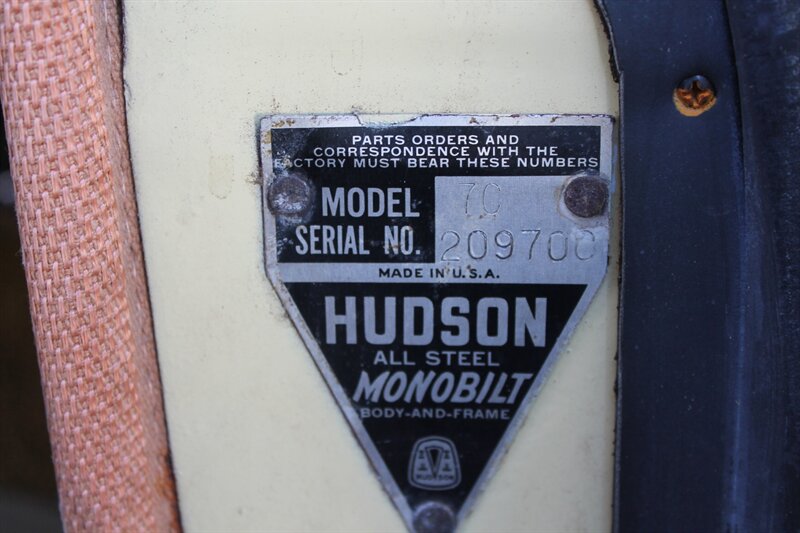 PARTS ORDERS AND
CORRESPONDENCE WITH THE
FACTORY MUST BEAR THESE NUMBERS
MODEL 7C
SERIAL NO. 209700
MADE IN U.S.A.
HUDSON
ALL STEEL
MONOBILT
BODY-AND-FRAME
HUDSON